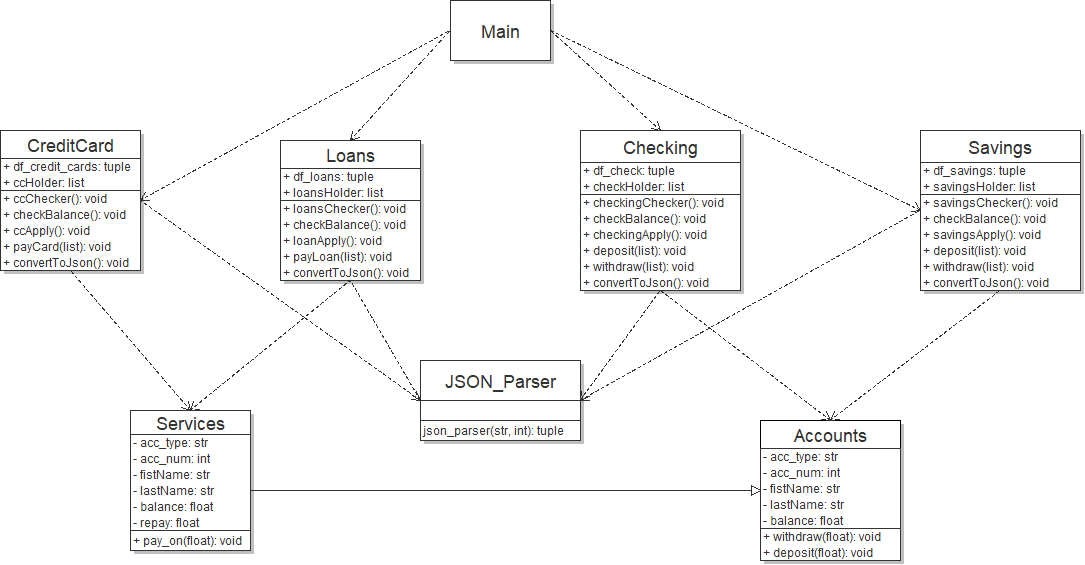 Main
CreditCard
+ df_credit_cards: tuple
+ ccHolder: list
+ ccChecker(): void
+ checkBalance(): void
+ ccApply(): void
+ payCard(list): void
+ convertToJson(): void
Loans
+ df_loans: tuple
+ loansHolder: list
+ loansChecker(): void
+ checkBalance(): void
+ loanApply(): void
+ payLoan(list): void
+ convertToJson(): void
Checking
+ df_check: tuple
+ checkHolder: list
+ checkingChecker(): void
+ checkBalance(): void
+ checkingApply(): void
+ deposit(list): void
+ withdraw(list): void
+ convertToJson(): void
Savings
+ df_savings: tuple
+ savingsHolder: list
+ savingsChecker(): void
+ checkBalance(): void
+ savingsApply(): void
+ deposit(list): void
+ withdraw(list): void
+ convertToJson(): void
JSON_Parser
json_parser(str, int): tuple
Services
- acc_type: str
- acc_num: int
- fistName: str
- lastName: str
- balance: float
- repay: float
+ pay_on(float): void
Accounts
- acc_type: str
- acc_num: int
- fistName: str
- lastName: str
- balance: float
+ withdraw(float): void
+ deposit(float): void